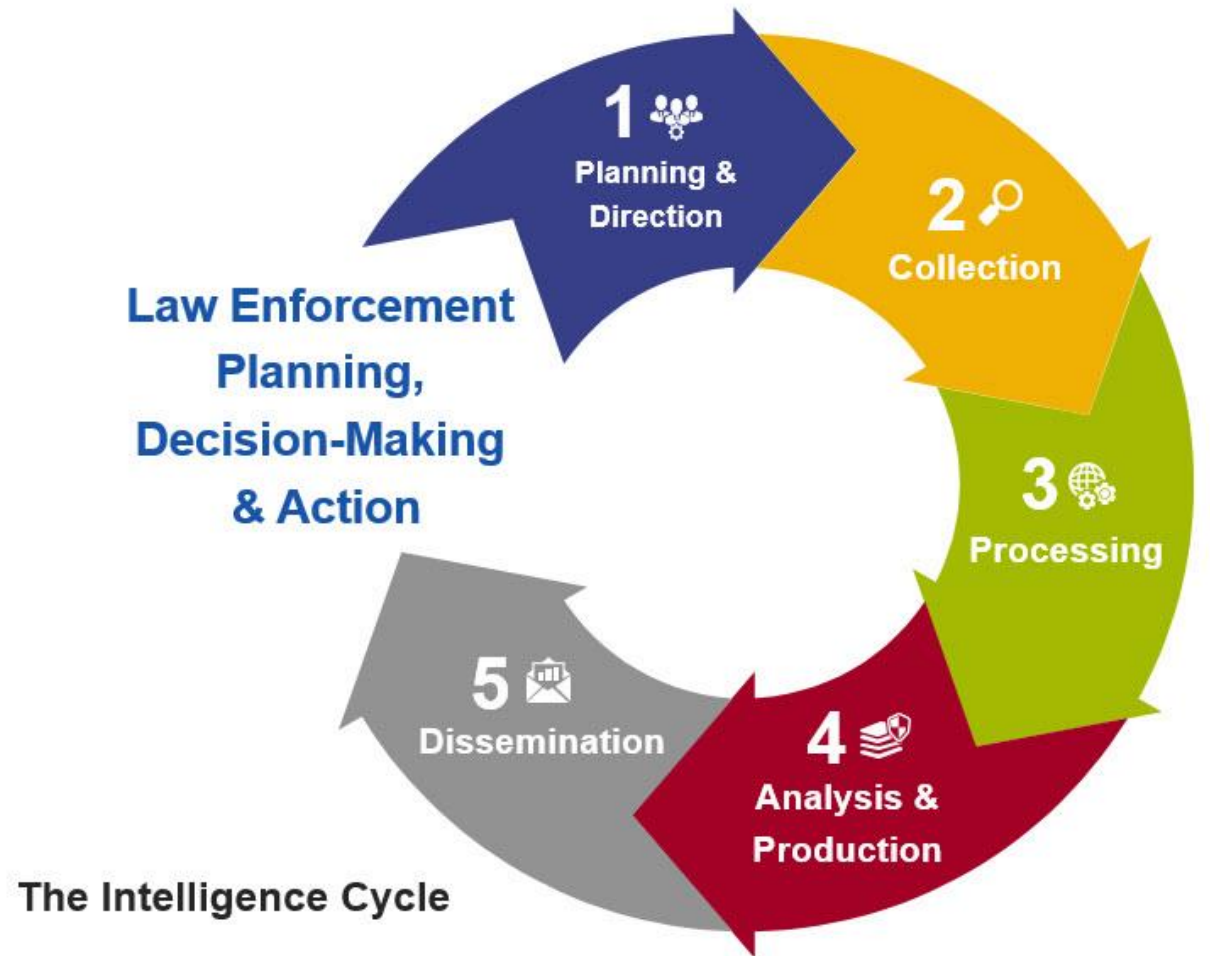 1
Planning &
Direction
2
Collection
3
Processing
4
Analysis &
Production
5
Dissemination
Law Enforcement
Planning,
Decision-Making
& Action
The Intelligence Cycle